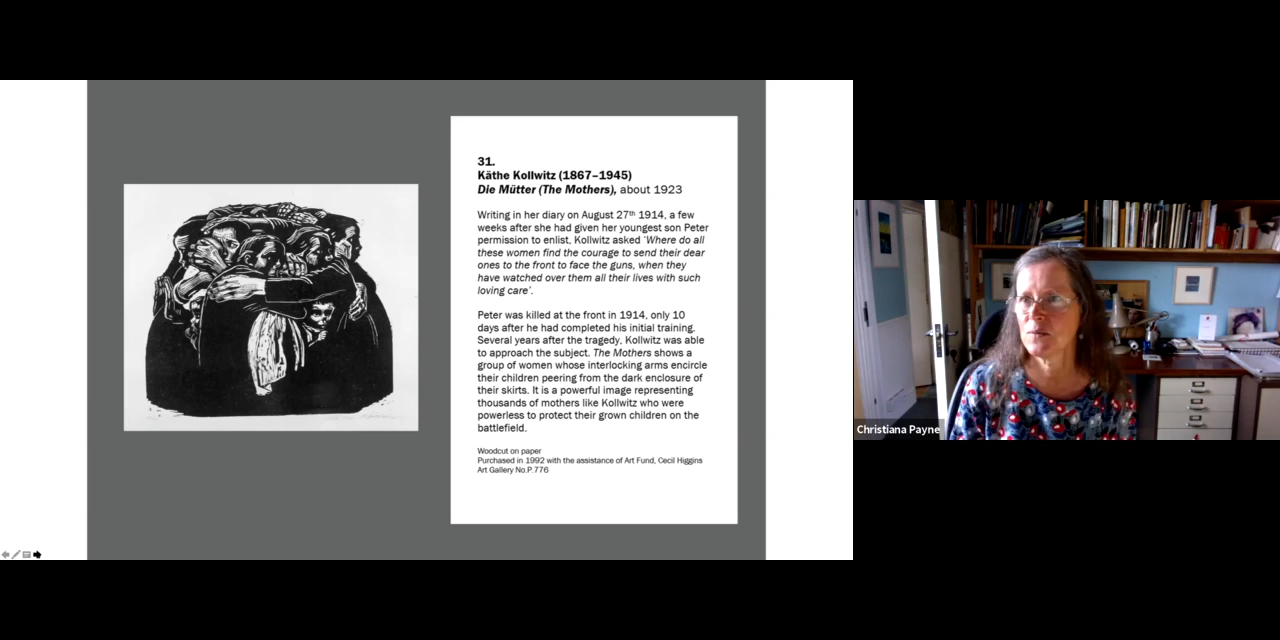 31.
Käthe Kollwitz (1867–1945)
Die Mütter (The Mothers), about 1923
Writing in her diary on August 27th 1914, a few
weeks after she had given her youngest son Peter
permission to enlist, Kollwitz asked 'Where do all
these women find the courage to send their dear
ones to the front to face the guns, when they
have watched over them all their lives with such
loving care'.
Peter was killed at the front in 1914, only 10
days after he had completed his initial training.
Several years after the tragedy, Kollwitz was able
to approach the subject. The Mothers shows a
group of women whose interlocking arms encircle
their children peering from the dark enclosure of
their skirts. It is a powerful image representing
thousands of mothers like Kollwitz who were
powerless to protect their grown children on the
battlefield.
Woodcut on paper
Purchased in 1992 with the assistance of Art Fund, Cecil Higgins
Art Gallery No.P.776
Christiana Payne